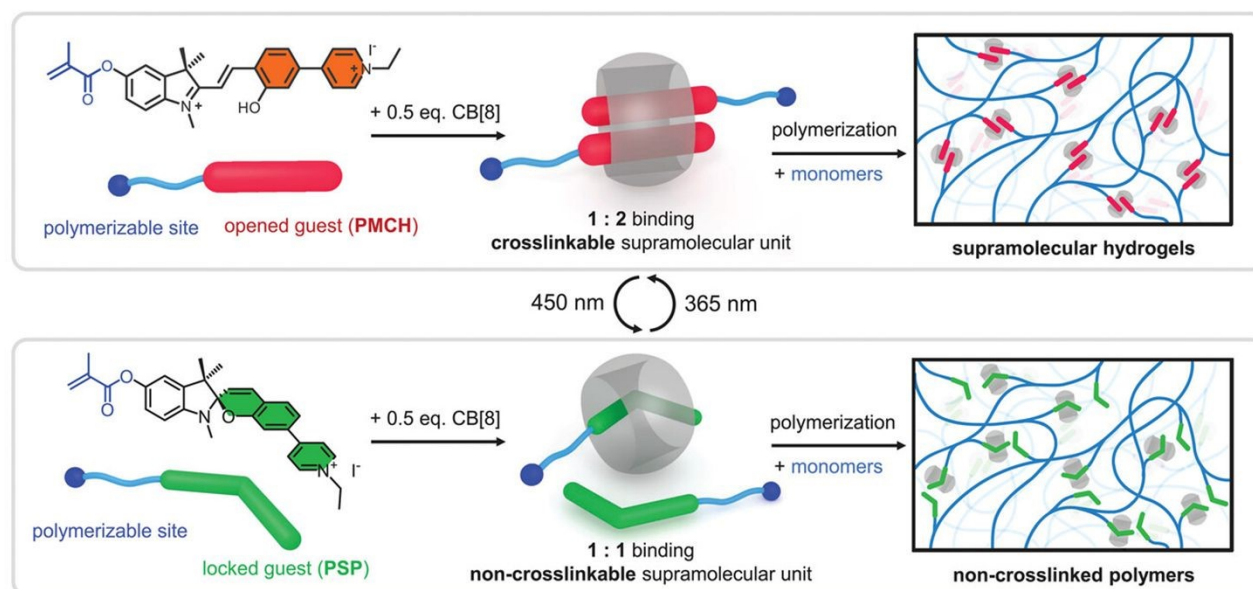 O
O
N
+
HO
I-
N
+
+ 0.5 eq. CB[8]
polymerizable site
opened guest (PMCH)
1 : 2 binding
crosslinkable supramolecular unit
polymerization
+ monomers
supramolecular hydrogels
450 nm
365 nm
O
O
N
O
N
+
I-
+ 0.5 eq. CB[8]
polymerizable site
locked guest (PSP)
1 : 1 binding
non-crosslinkable supramolecular unit
polymerization
+ monomers
non-crosslinked polymers